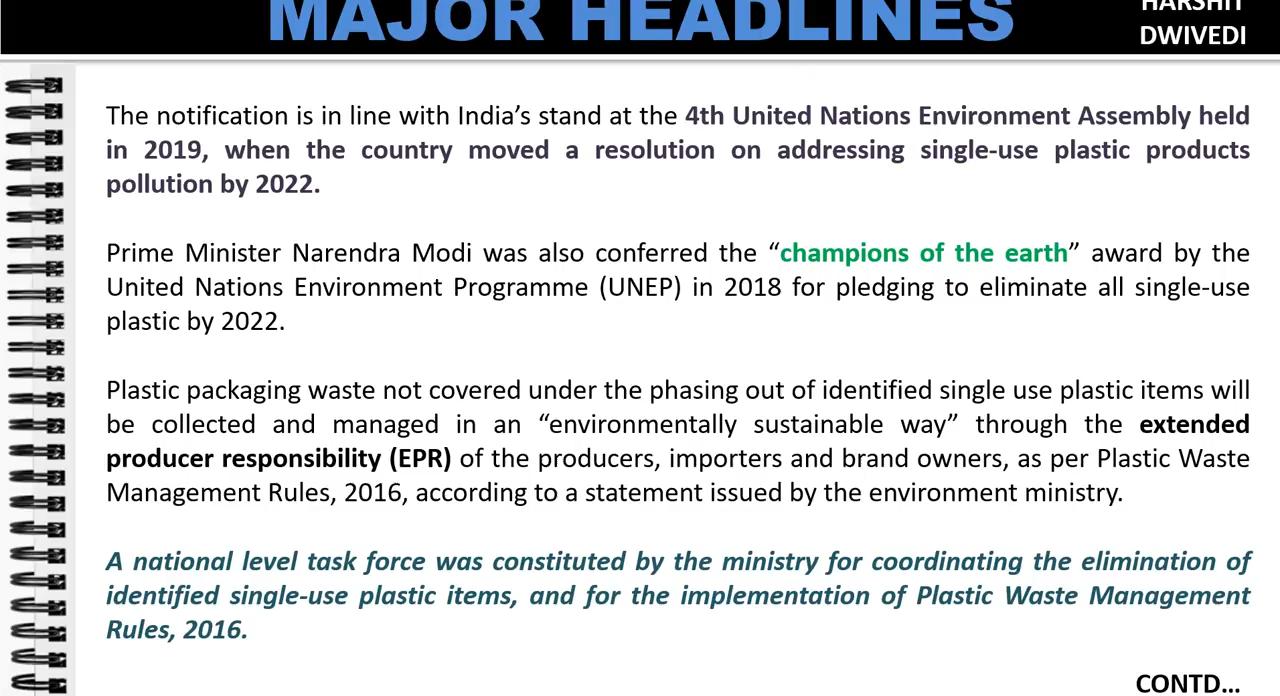 MAJOR HEADLINES
HARSHIT
DWIVEDI
The notification is in line with India’s stand at the 4th United Nations Environment Assembly held
in 2019, when the country moved a resolution on addressing single-use plastic products
pollution by 2022.
Prime Minister Narendra Modi was also conferred the “champions of the earth” award by the
United Nations Environment Programme (UNEP) in 2018 for pledging to eliminate all single-use
plastic by 2022.
Plastic packaging waste not covered under the phasing out of identified single use plastic items will
be collected and managed in an “environmentally sustainable way” through the extended
producer responsibility (EPR) of the producers, importers and brand owners, as per Plastic Waste
Management Rules, 2016, according to a statement issued by the environment ministry.
A national level task force was constituted by the ministry for coordinating the elimination of
identified single-use plastic items, and for the implementation of Plastic Waste Management
Rules, 2016.
CONTD…